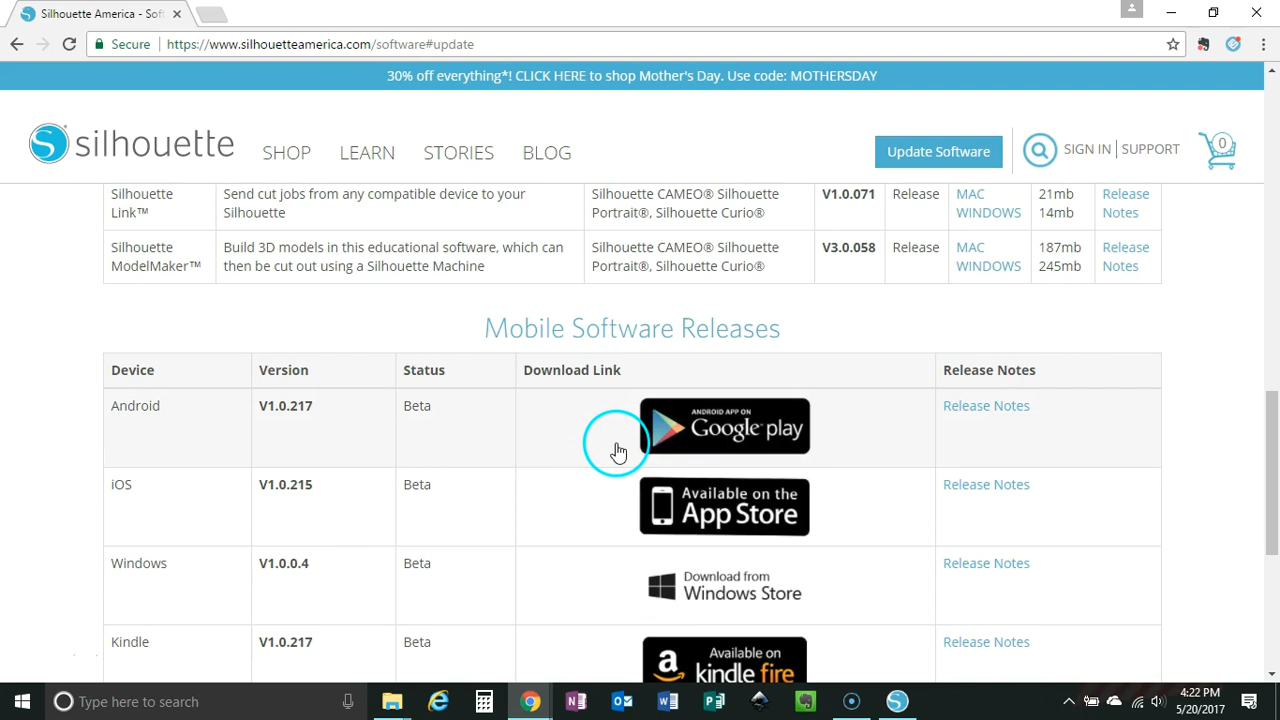 Silhouette America - Soft
Secure
https://www.silhouetteamerica.com/software#update
30% off everything*! CLICK HERE to shop Mother's Day. Use code: MOTHERSDAY
silhouette
SHOP
LEARN
STORIES
BLOG
Update Software
SIGN IN | SUPPORT
0
Silhouette Send cut jobs from any compatible device to your Silhouette CAMEO® Silhouette V1.0.071 Release MAC 21mb Release
Link™ Silhouette Portrait®, Silhouette Curio® WINDOWS 14mb Notes
Silhouette Build 3D models in this educational software, which can Silhouette CAMEO® Silhouette V3.0.058 Release MAC 187mb Release
ModelMaker™ then be cut out using a Silhouette Machine Portrait®, Silhouette Curio® WINDOWS 245mb Notes
Mobile Software Releases
Device Version Status Download Link Release Notes
Android V1.0.217 Beta Release Notes
ANDROID APP ON
Google play
iOS V1.0.215 Beta Release Notes
Available on the
App Store
Windows V1.0.0.4 Beta Release Notes
Download from
Windows Store
Kindle V1.0.217 Beta Release Notes
Available on
kindle fire
Type here to search
4:22 PM
5/20/2017